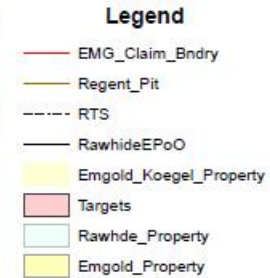 Legend
EMG_Claim_Bndry
Regent_Pit
RTS
RawhideEPoO
Emgold_Koegel_Property
Targets
Rawhde_Property
Emgold_Property